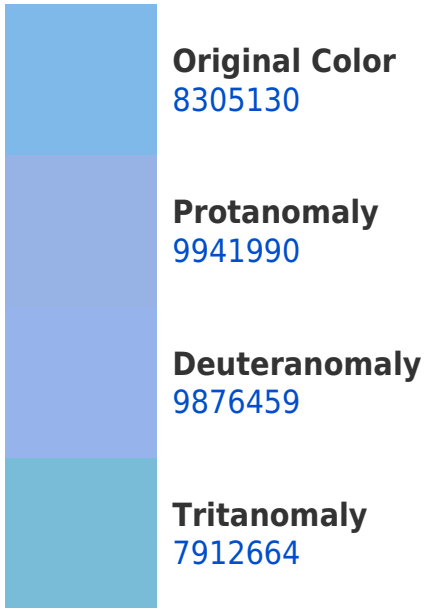 Original Color
8305130
Protanomaly
9941990
Deuteranomaly
9876459
Tritanomaly
7912664